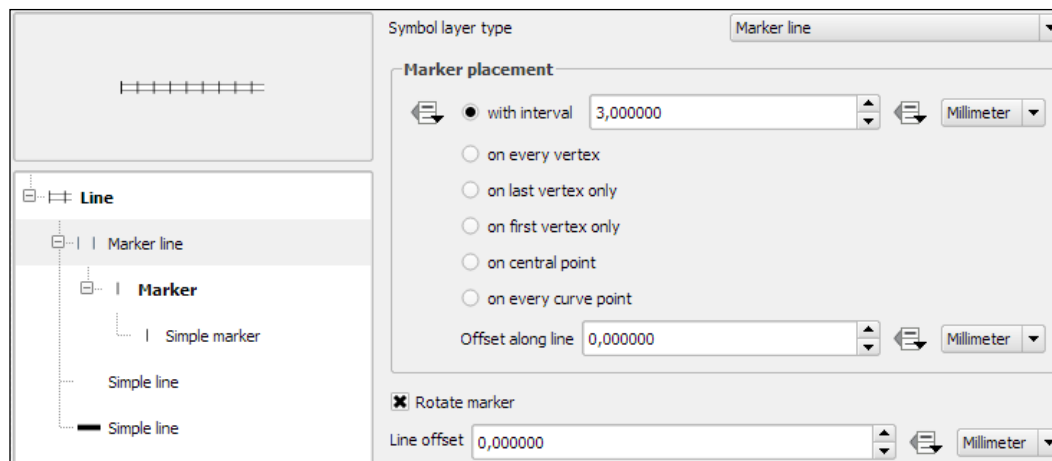 Symbol layer type
Marker line
Marker placement
with interval
3,000000
Millimeter
on every vertex
on last vertex only
on first vertex only
on central point
on every curve point
Offset along line
0,000000
Millimeter
Rotate marker
Line offset
0,000000
Millimeter
Line
Marker line
Marker
Simple marker
Simple line
Simple line